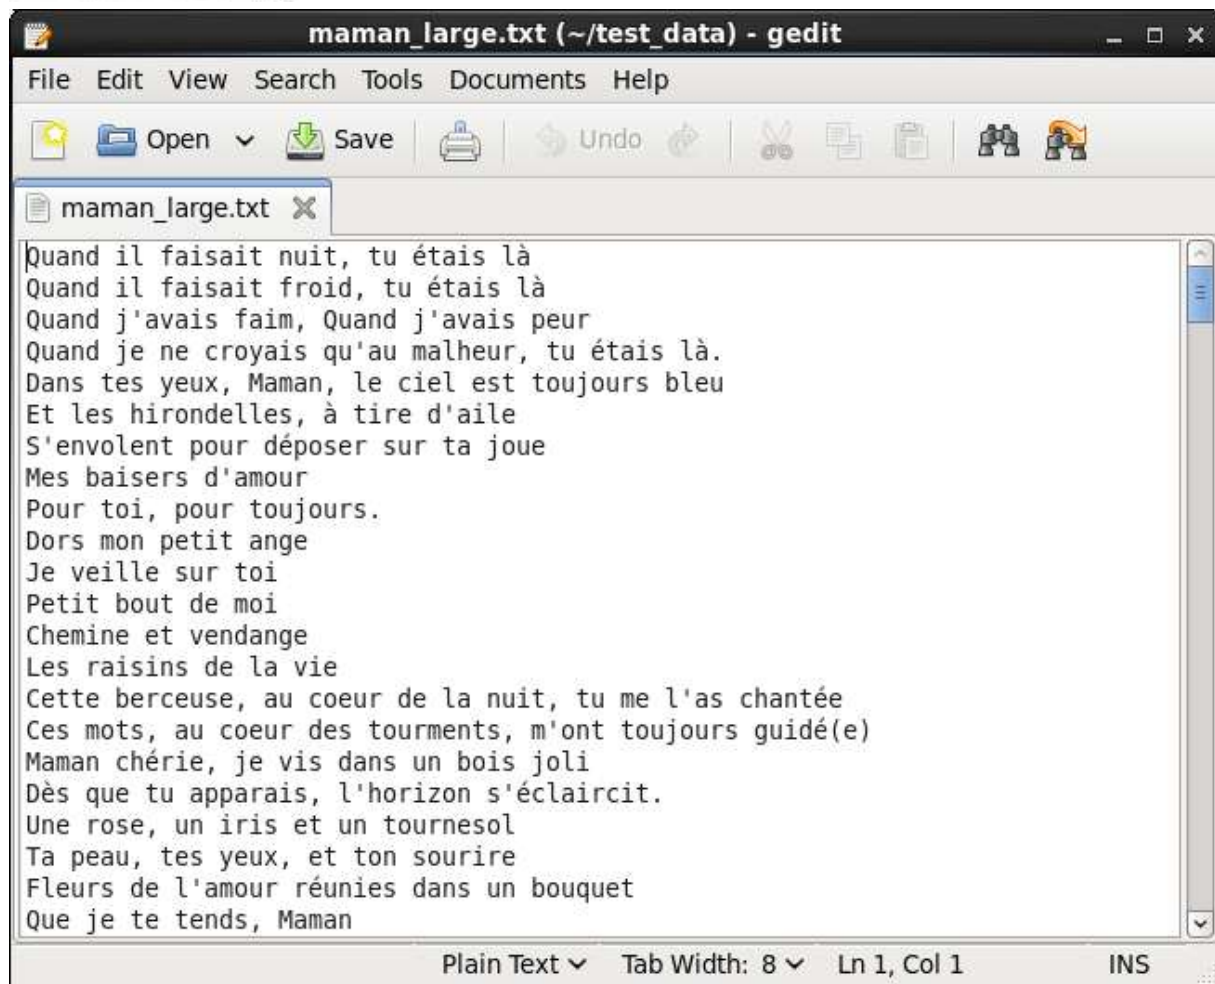 maman_large.txt (~/test_data) - gedit
File Edit View Search Tools Documents Help
Open Save Undo
maman_large.txt
Quand il faisait nuit, tu étais là
Quand il faisait froid, tu étais là
Quand j'avais faim, Quand j'avais peur
Quand je ne croyais qu'au malheur, tu étais là.
Dans tes yeux, Maman, le ciel est toujours bleu
Et les hirondelles, à tire d'aile
S'envolent pour déposer sur ta joue
Mes baisers d'amour
Pour toi, pour toujours.
Dors mon petit ange
Je veille sur toi
Petit bout de moi
Chemine et vendange
Les raisins de la vie
Cette berceuse, au coeur de la nuit, tu me l'as chantée
Ces mots, au coeur des tourments, m'ont toujours guidé(e)
Maman chérie, je vis dans un bois joli
Dès que tu apparais, l'horizon s'éclaircit.
Une rose, un iris et un tournesol
Ta peau, tes yeux, et ton sourire
Fleurs de l'amour réunies dans un bouquet
Que je te tends, Maman
Plain Text Tab Width: 8 Ln 1, Col 1 INS